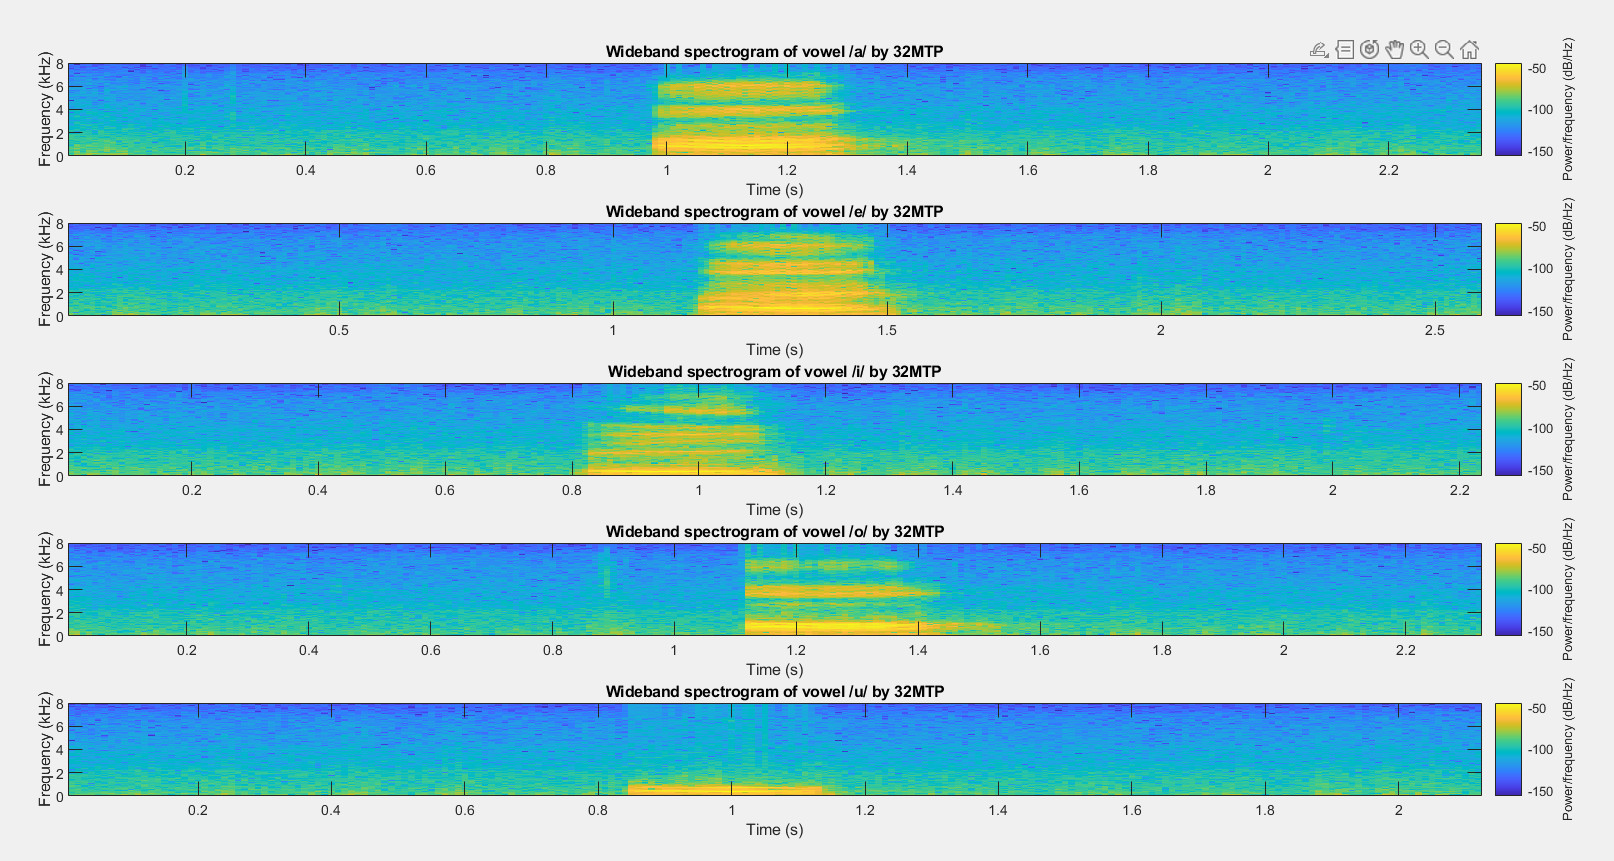 Wideband spectrogram of vowel /a/ by 32MTP
Frequency (kHz)
8
6
4
2
0
0.2 0.4 0.6 0.8 1 1.2 1.4 1.6 1.8 2 2.2
Time (s)
-50
-100
-150
Power/frequency (dB/Hz)
Wideband spectrogram of vowel /e/ by 32MTP
Frequency (kHz)
8
6
4
2
0
0.5 1 1.5 2 2.5
Time (s)
-50
-100
-150
Power/frequency (dB/Hz)
Wideband spectrogram of vowel /i/ by 32MTP
Frequency (kHz)
8
6
4
2
0
0.2 0.4 0.6 0.8 1 1.2 1.4 1.6 1.8 2 2.2
Time (s)
-50
-100
-150
Power/frequency (dB/Hz)
Wideband spectrogram of vowel /o/ by 32MTP
Frequency (kHz)
8
6
4
2
0
0.2 0.4 0.6 0.8 1 1.2 1.4 1.6 1.8 2 2.2
Time (s)
-50
-100
-150
Power/frequency (dB/Hz)
Wideband spectrogram of vowel /u/ by 32MTP
Frequency (kHz)
8
6
4
2
0
0.2 0.4 0.6 0.8 1 1.2 1.4 1.6 1.8 2
Time (s)
-50
-100
-150
Power/frequency (dB/Hz)